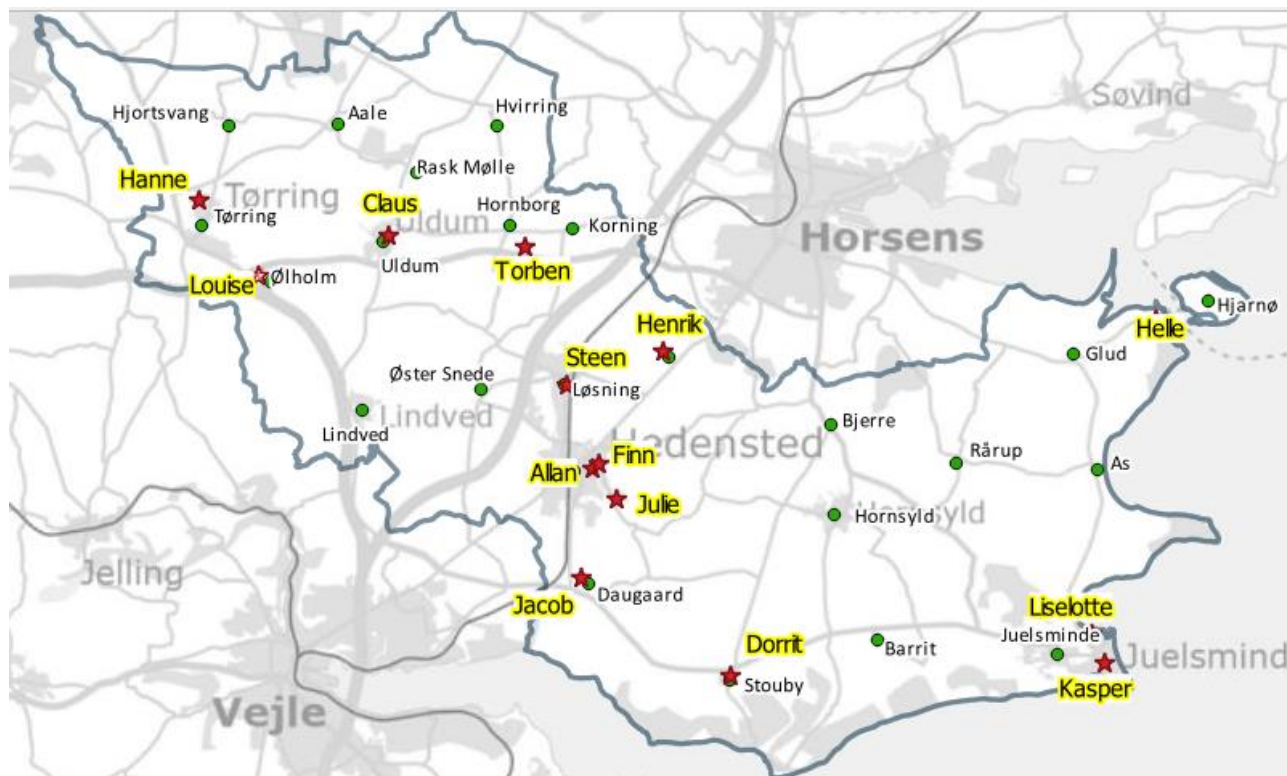 Søvind
Hjortsvang
Aale
Hvirring
Rask Mølle
Hanne
Tørring
Tørring
Claus
Uldum
Uldum
Hornborg
Korning
Torben
Horsens
Louise
Ølholm
Hjarnø
Helle
Henrik
Glud
Steen
Løsning
Øster Snede
Lindved
Lindved
Bjerre
Hedensted
Finn
Allan
Rårup
As
Julie
Hornsyld
Hornsyld
Jelling
Jacob
Daugaard
Liselotte
Juelsminde
Dorrit
Barrit
Juelsmind
Stouby
Kasper
Vejle